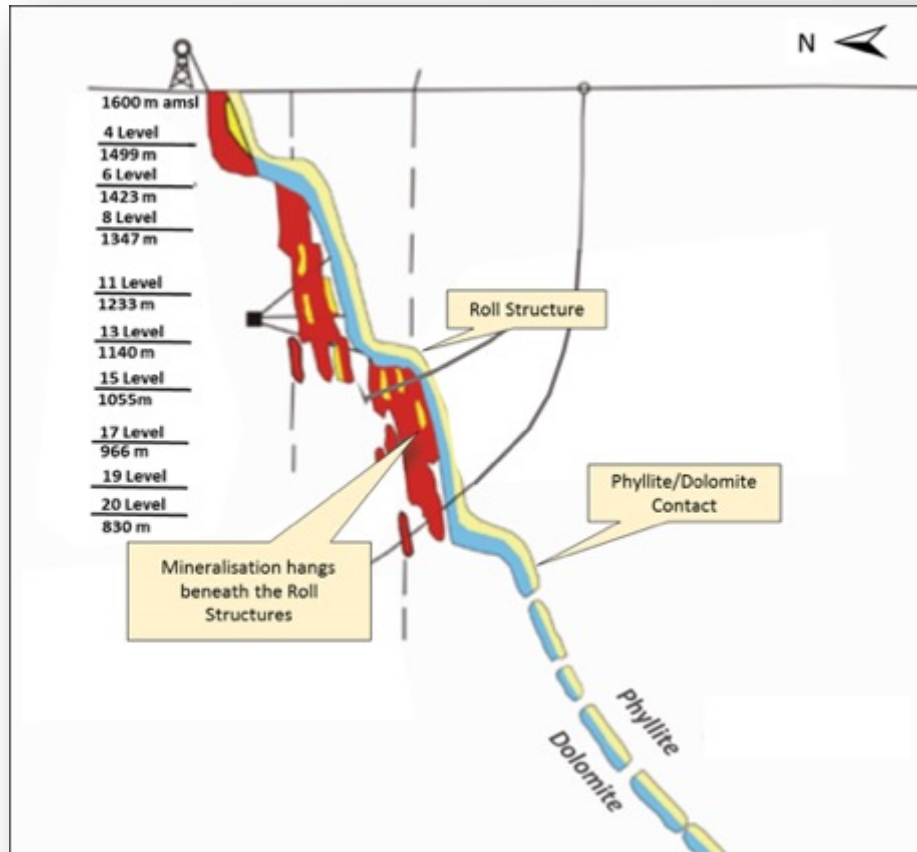 N
1600 m amsl
4 Level
1499 m
6 Level
1423 m
8 Level
1347 m
11 Level
1233 m
13 Level
1140 m
15 Level
1055m
17 Level
966 m
19 Level
20 Level
830 m
Roll Structure
Phyllite/Dolomite
Contact
Mineralisation hangs
beneath the Roll
Structures
Phyllite
Dolomite